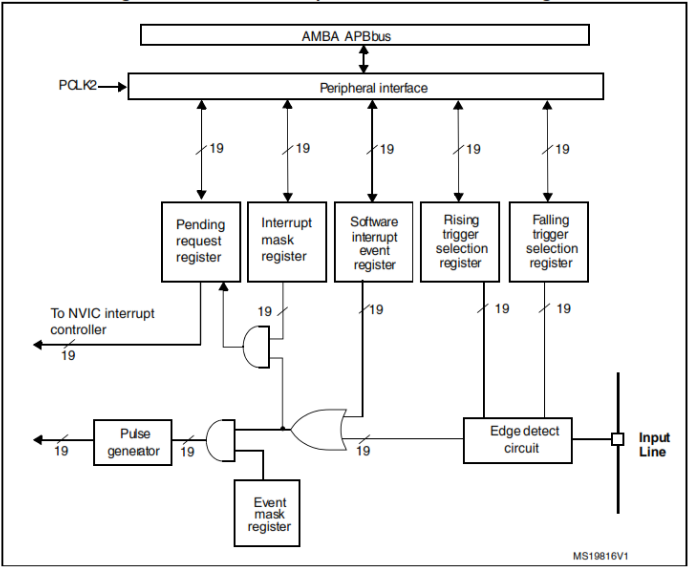 AMBA APBbus
PCLK2
Peripheral interface
19
19
19
19
19
Pending
request
register
Interrupt
mask
register
Software
interrupt
event
register
Rising
trigger
selection
register
Falling
trigger
selection
register
To NVIC interrupt
controller
19
19
19
19
19
Pulse
generator
Edge detect
circuit
Input
Line
19
19
19
Event
mask
register
MS19816V1